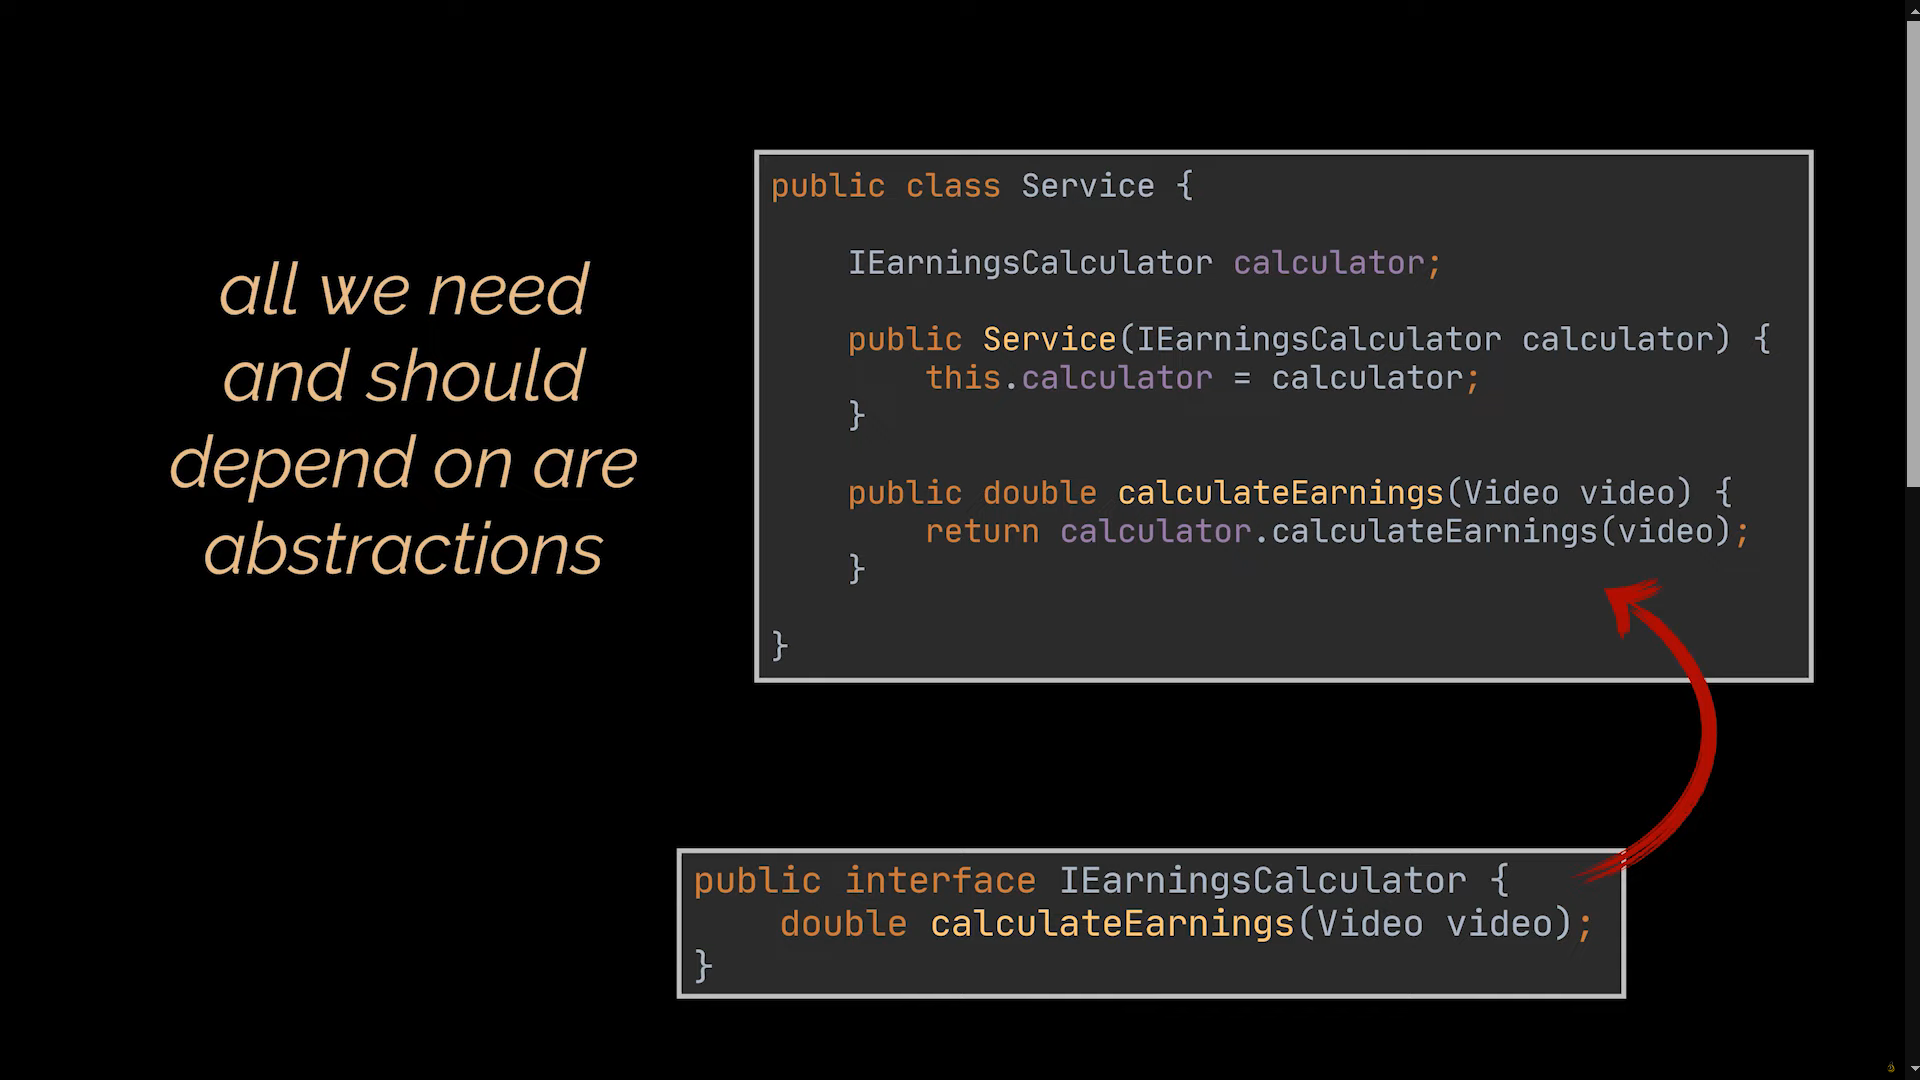 all we need
and should
depend on are
abstractions
public class Service {
IEarningsCalculator calculator;
public Service(IEarningsCalculator calculator) {
this.calculator = calculator;
}
public double calculateEarnings(Video video) {
return calculator.calculateEarnings(video);
}
}
public interface IEarningsCalculator {
double calculateEarnings(Video video);
}